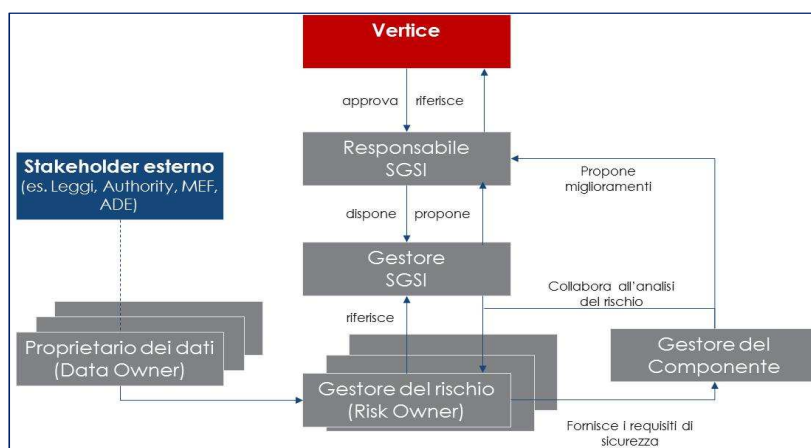 Vertice
approva
riferisce
Responsabile
SGSI
Stakeholder esterno
(es. Leggi, Authority, MEF,
ADE)
Propone
miglioramenti
dispone
propone
Gestore
SGSI
Collabora all'analisi
del rischio
riferisce
Proprietario dei dati
(Data Owner)
Gestore del
Componente
Gestore del rischio
(Risk Owner)
Fornisce i requisiti di
sicurezza